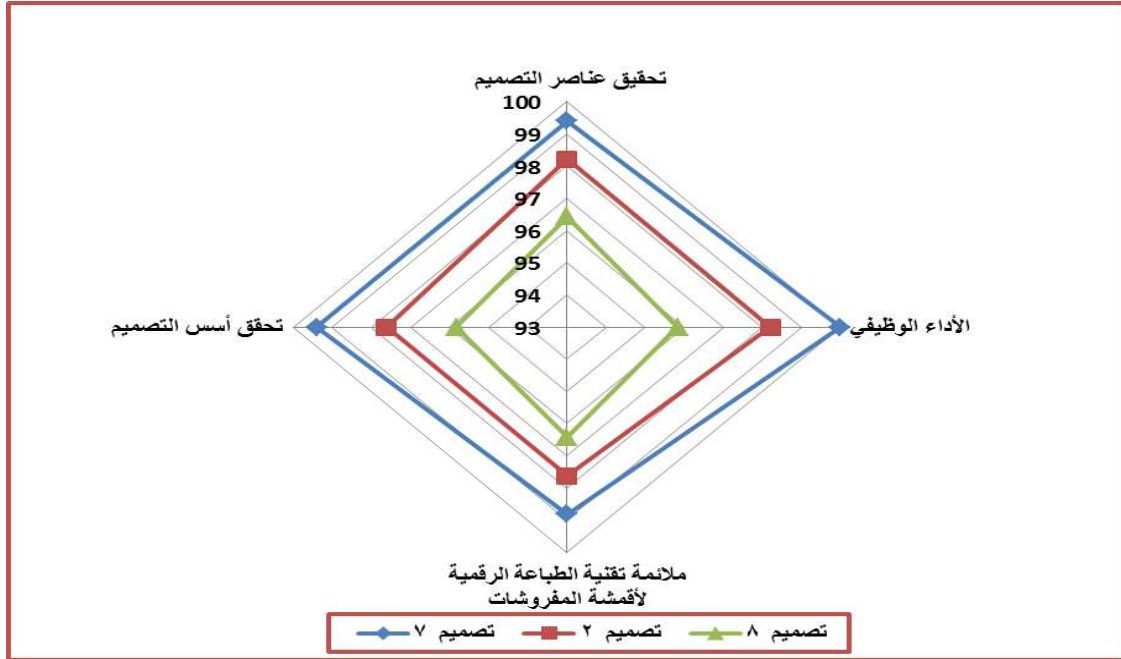 تحقيق عناصر التصميم
100
99
98
97
96
95
94
93
الأداء الوظيفي
تحقق أسس التصميم
ملائمة تقنية الطباعة الرقمية
لأقمشة المفروشات
تصميم ٧ تصميم ٢ تصميم ٨